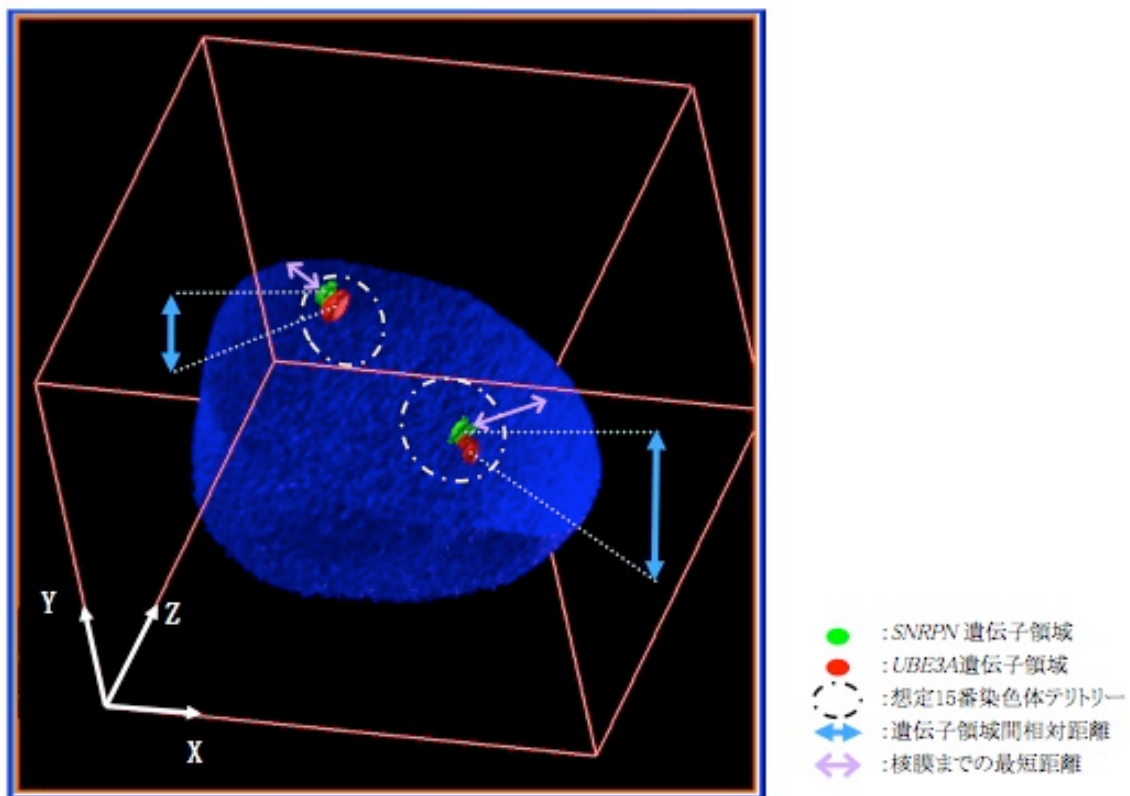 Y
Z
X
:SNRPN 遺伝子領域
:UBE3A遺伝子領域
:想定15番染色体テリトリー
:遺伝子領域間相対距離
:核膜までの最短距離